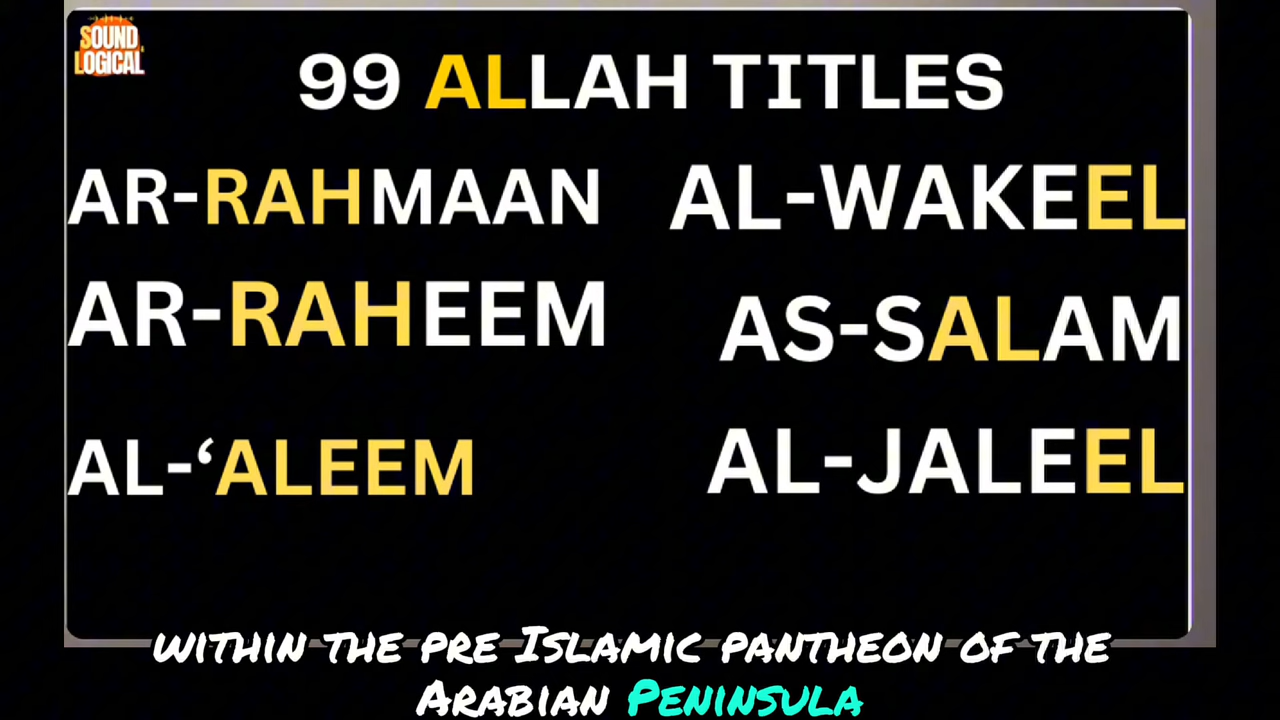 SOUND
LOGICAL
99 ALLAH TITLES
AR-RAHMAAN
AR-RAHEEM
AL-‘ALEEM
AL-WAKEEL
AS-SALAM
AL-JALEEL
within the pre Islamic pantheon of the
Arabian Peninsula